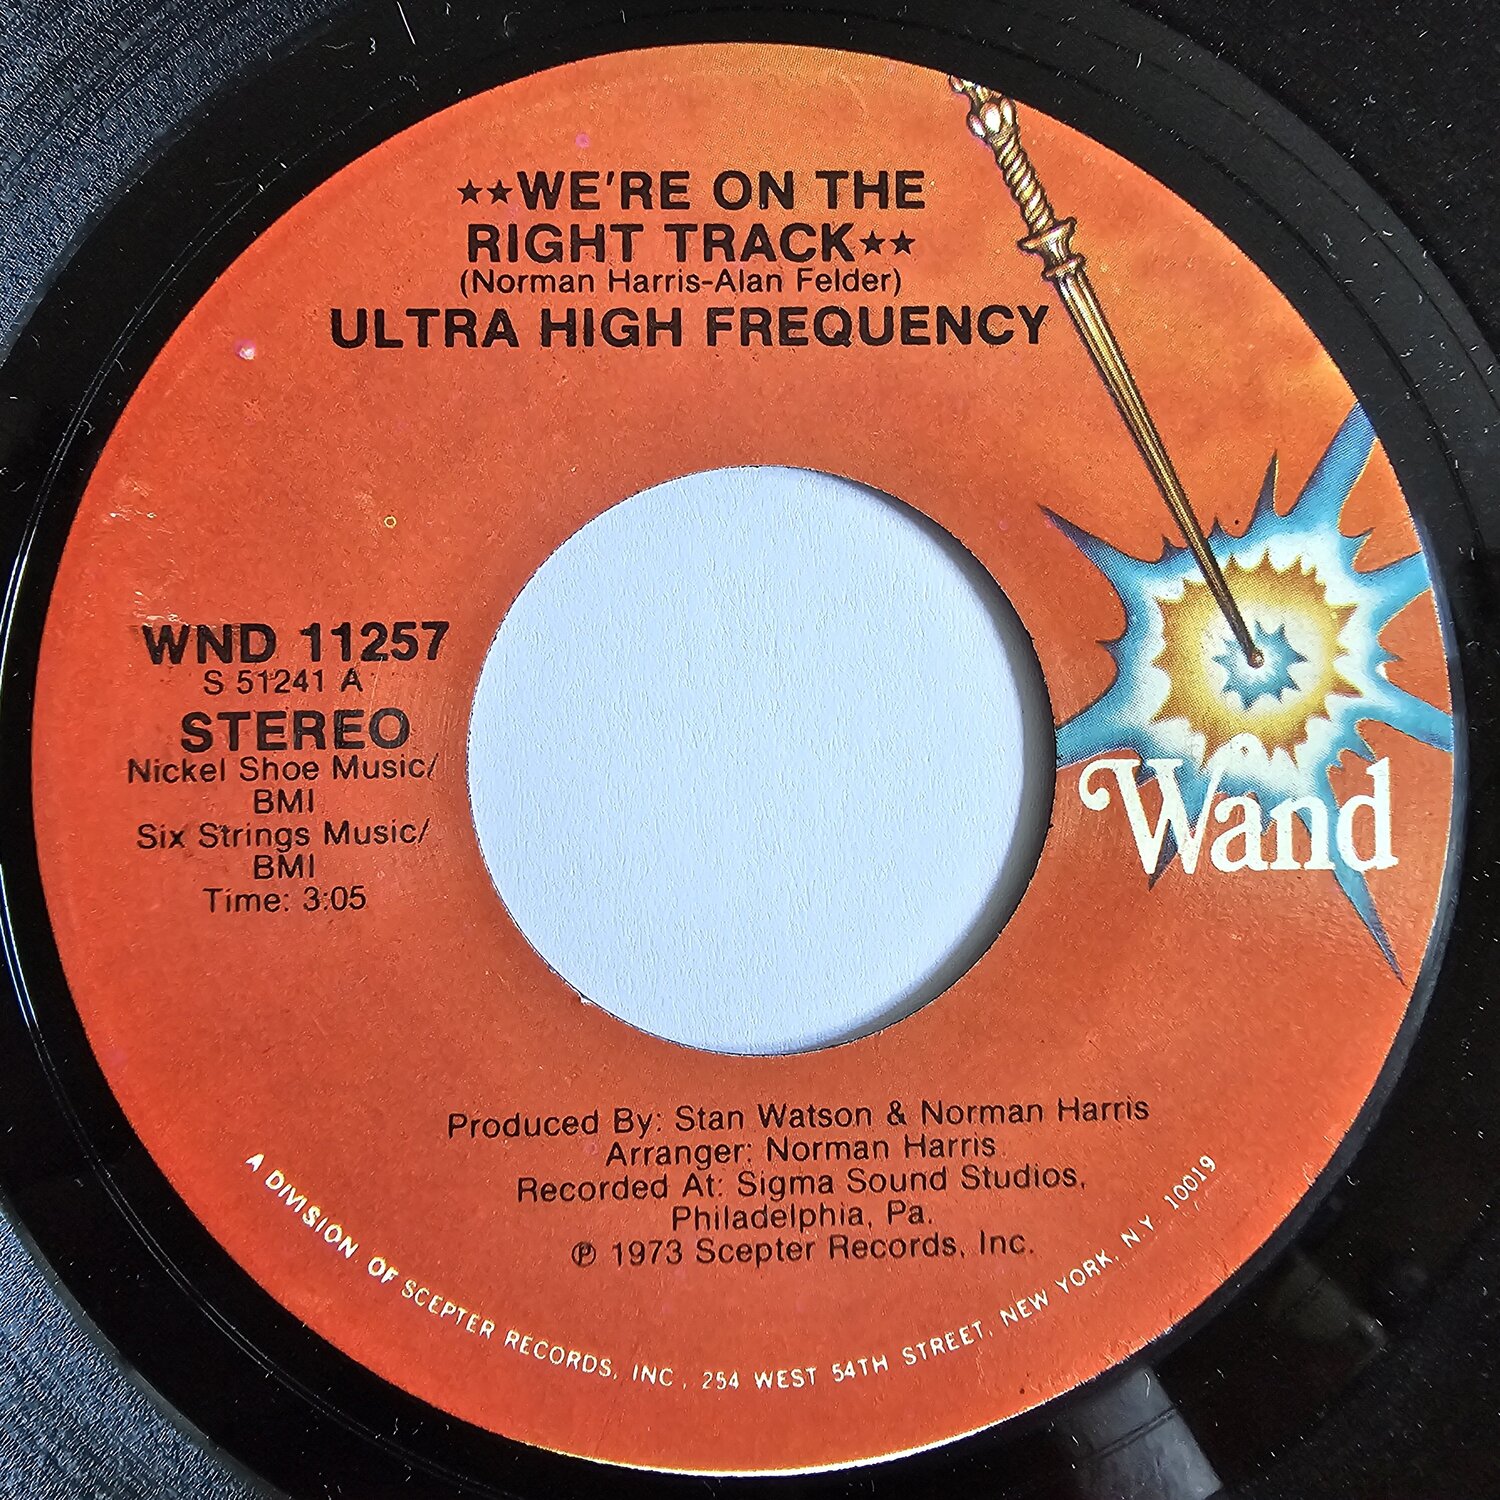 ★★WE'RE ON THE
RIGHT TRACK★★
(Norman Harris-Alan Felder)
ULTRA HIGH FREQUENCY
WND 11257
S 51241 A
STEREO
Nickel Shoe Music/
BMI
Six Strings Music/
BMI
Time: 3:05
Wand
Produced By: Stan Watson & Norman Harris
Arranger: Norman Harris
Recorded At: Sigma Sound Studios,
Philadelphia, Pa.
℗ 1973 Scepter Records, Inc.
A DIVISION OF SCEPTER RECORDS, INC., 254 WEST 54TH STREET, NEW YORK, N.Y. 10019